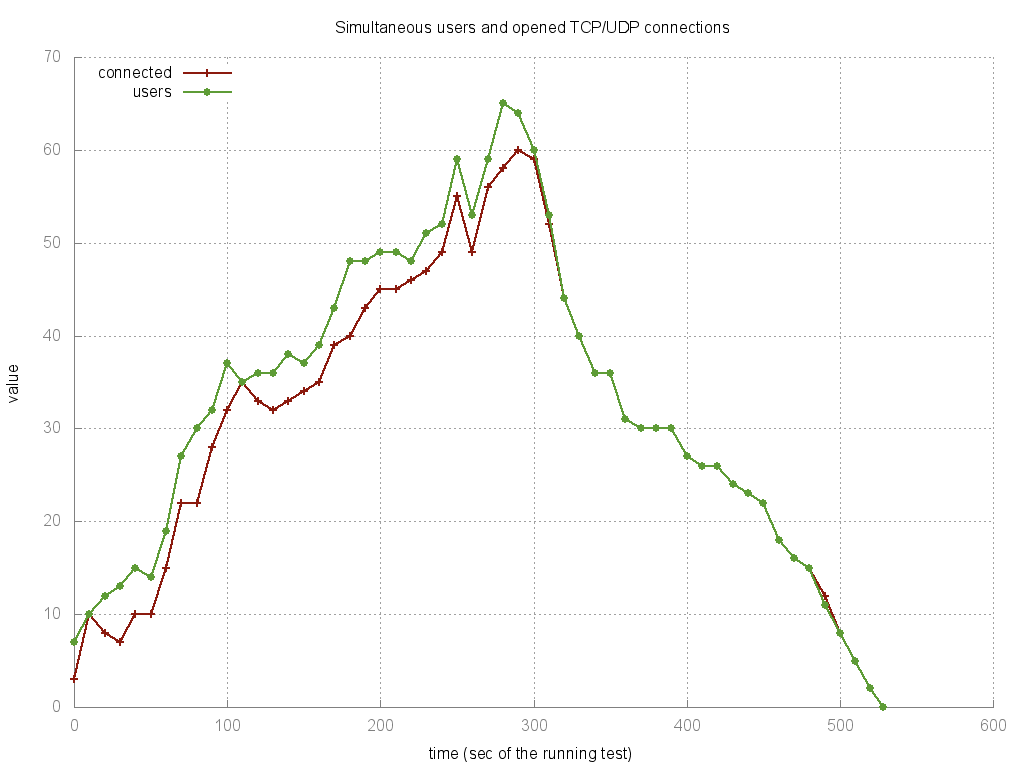 Simultaneous users and opened TCP/UDP connections
70
connected
users
60
50
40
value
30
20
10
0
0 100 200 300 400 500 600
time (sec of the running test)